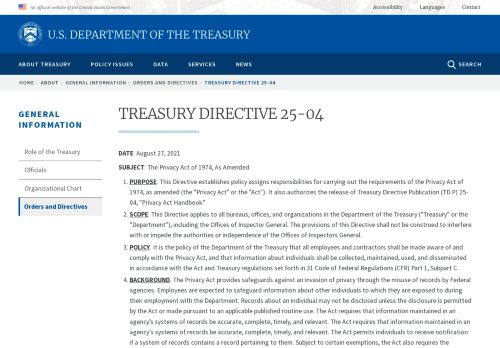 An official website of the United States Government
Accessibility Languages Contact
U.S. DEPARTMENT OF THE TREASURY
ABOUT TREASURY POLICY ISSUES DATA SERVICES NEWS SEARCH
HOME › ABOUT › GENERAL INFORMATION › ORDERS AND DIRECTIVES › TREASURY DIRECTIVE 25-04
GENERAL
INFORMATION
Role of the Treasury
Officials
Organizational Chart
Orders and Directives
TREASURY DIRECTIVE 25-04
DATE: August 27, 2021
SUBJECT: The Privacy Act of 1974, As Amended
1. PURPOSE. This Directive establishes policy assigns responsibilities for carrying out the requirements of the Privacy Act of
1974, as amended (the "Privacy Act" or the "Act"). It also authorizes the release of Treasury Directive Publication (TD P) 25-
04, "Privacy Act Handbook"
2. SCOPE. This Directive applies to all bureaus, offices, and organizations in the Department of the Treasury ("Treasury" or the
"Department"), including the Offices of Inspector General. The provisions of this Directive shall not be construed to interfere
with or impede the authorities or independence of the Offices of Inspectors General.
3. POLICY. It is the policy of the Department of the Treasury that all employees and contractors shall be made aware of and
comply with the Privacy Act, and that information about individuals shall be collected, maintained, used, and
disseminated in accordance with the Act and Treasury regulations set forth in 31 Code of Federal Regulations (CFR) Part 1, Subpart C.
4. BACKGROUND. The Privacy Act provides safeguards against an invasion of privacy through the misuse of records by Federal
agencies. Employees are expected to safeguard information about other individuals to which they are exposed to during
their employment with the Department. Records about an individual may not be disclosed unless the disclosure is permitted
by the Act or made pursuant to an applicable published routine use. The Act requires that information maintained in an
agency's systems of records be accurate, complete, timely, and relevant. The Act requires that information maintained in an
agency's systems of records be accurate, complete, timely, and relevant. The Act permits individuals to receive notification
if a system of records contains a record pertaining to them. Subject to certain exemptions, the Act also requires the